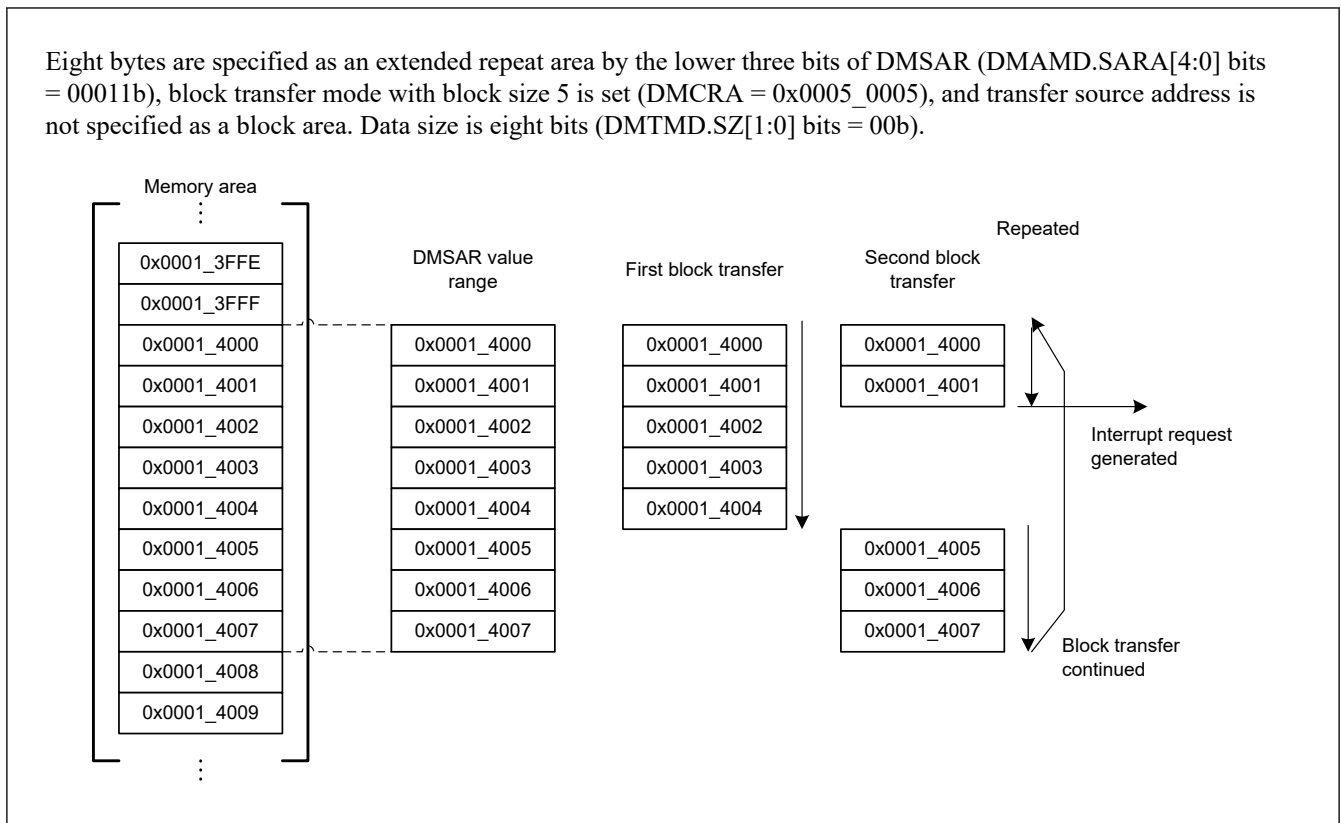 Eight bytes are specified as an extended repeat area by the lower three bits of DMSAR (DMAMD.SARA[4:0] bits
= 00011b), block transfer mode with block size 5 is set (DMCRA = 0x0005_0005), and transfer source address is
not specified as a block area. Data size is eight bits (DMTMD.SZ[1:0] bits = 00b).
Memory area
0x0001_3FFE
0x0001_3FFF
0x0001_4000
0x0001_4001
0x0001_4002
0x0001_4003
0x0001_4004
0x0001_4005
0x0001_4006
0x0001_4007
0x0001_4008
0x0001_4009
DMSAR value
range
0x0001_4000
0x0001_4001
0x0001_4002
0x0001_4003
0x0001_4004
0x0001_4005
0x0001_4006
0x0001_4007
First block transfer
0x0001_4000
0x0001_4001
0x0001_4002
0x0001_4003
0x0001_4004
Second block
transfer
0x0001_4000
0x0001_4001
0x0001_4005
0x0001_4006
0x0001_4007
Repeated
Interrupt request
generated
Block transfer
continued